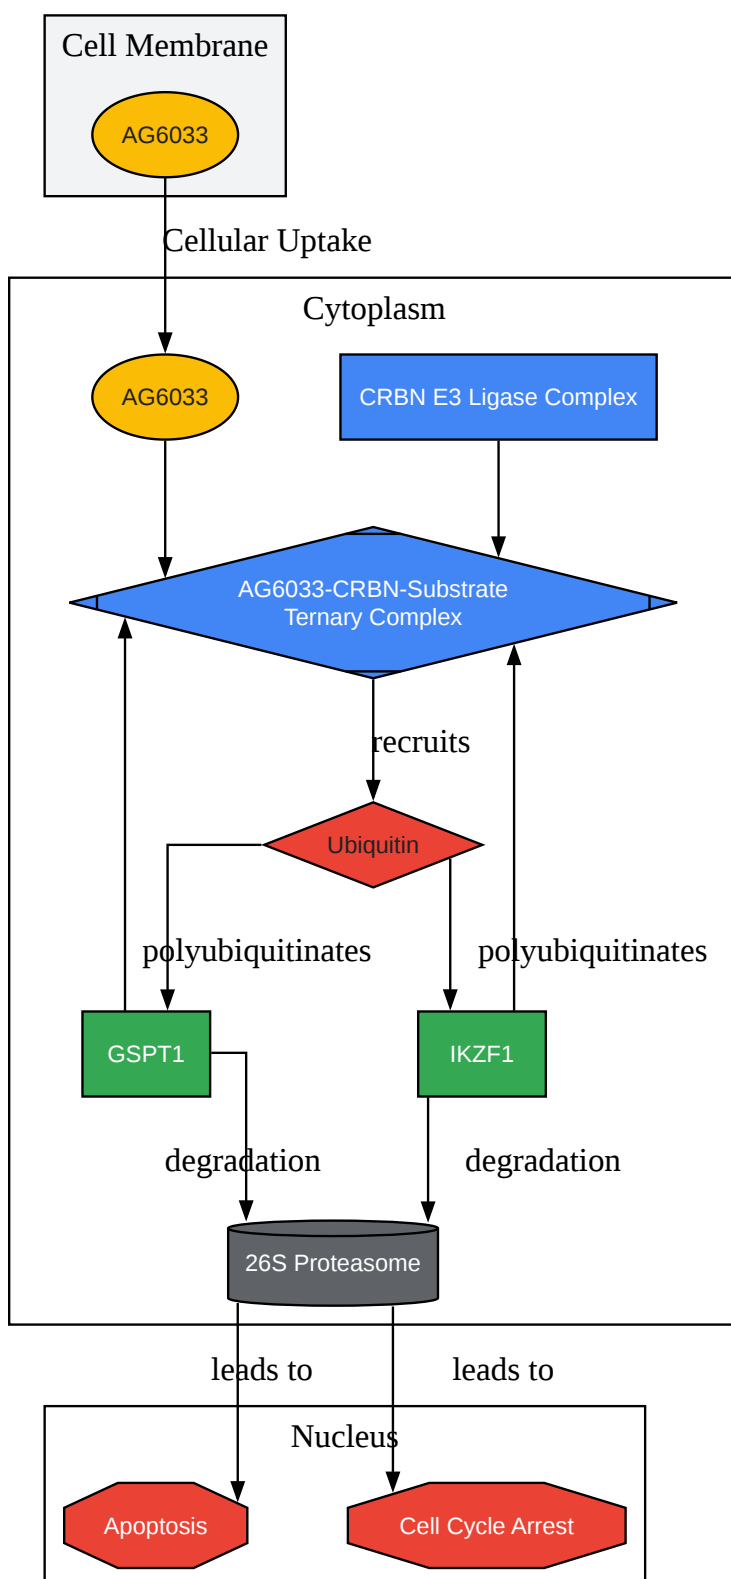 Cell Membrane
AG6033
Cellular Uptake
Cytoplasm
AG6033
CRBN E3 Ligase Complex
AG6033-CRBN-Substrate
Ternary Complex
recruits
Ubiquitin
polyubiquitinates
polyubiquitinates
GSPT1
IKZF1
degradation
degradation
26S Proteasome
leads to
leads to
Nucleus
Apoptosis
Cell Cycle Arrest